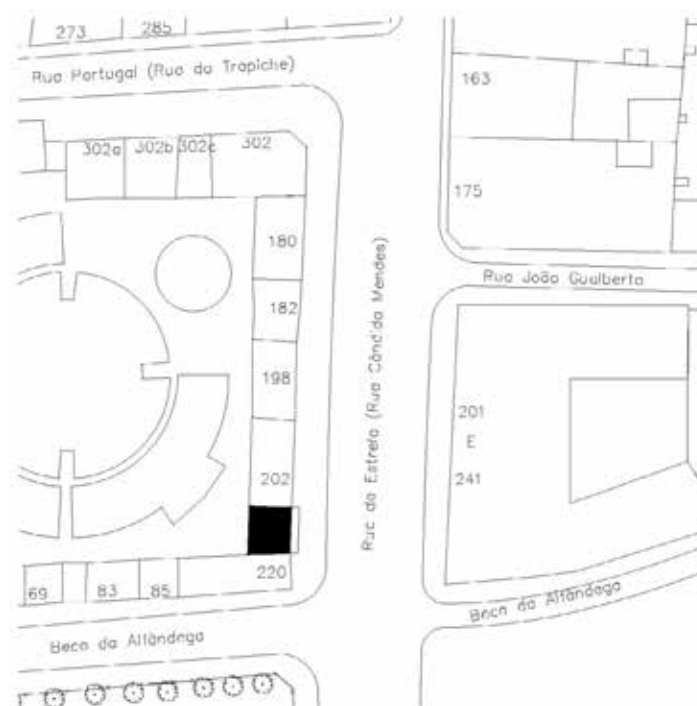 273
285
Rua Portugal (Rua da Trapiche)
163
302a
302b
302c
302
175
180
Rua João Gualberto
182
Rua da Estrela (Rua Cândido Mendes)
198
201
E
241
202
220
69
83
85
Beco da Alfândega
Beco da Alfândega